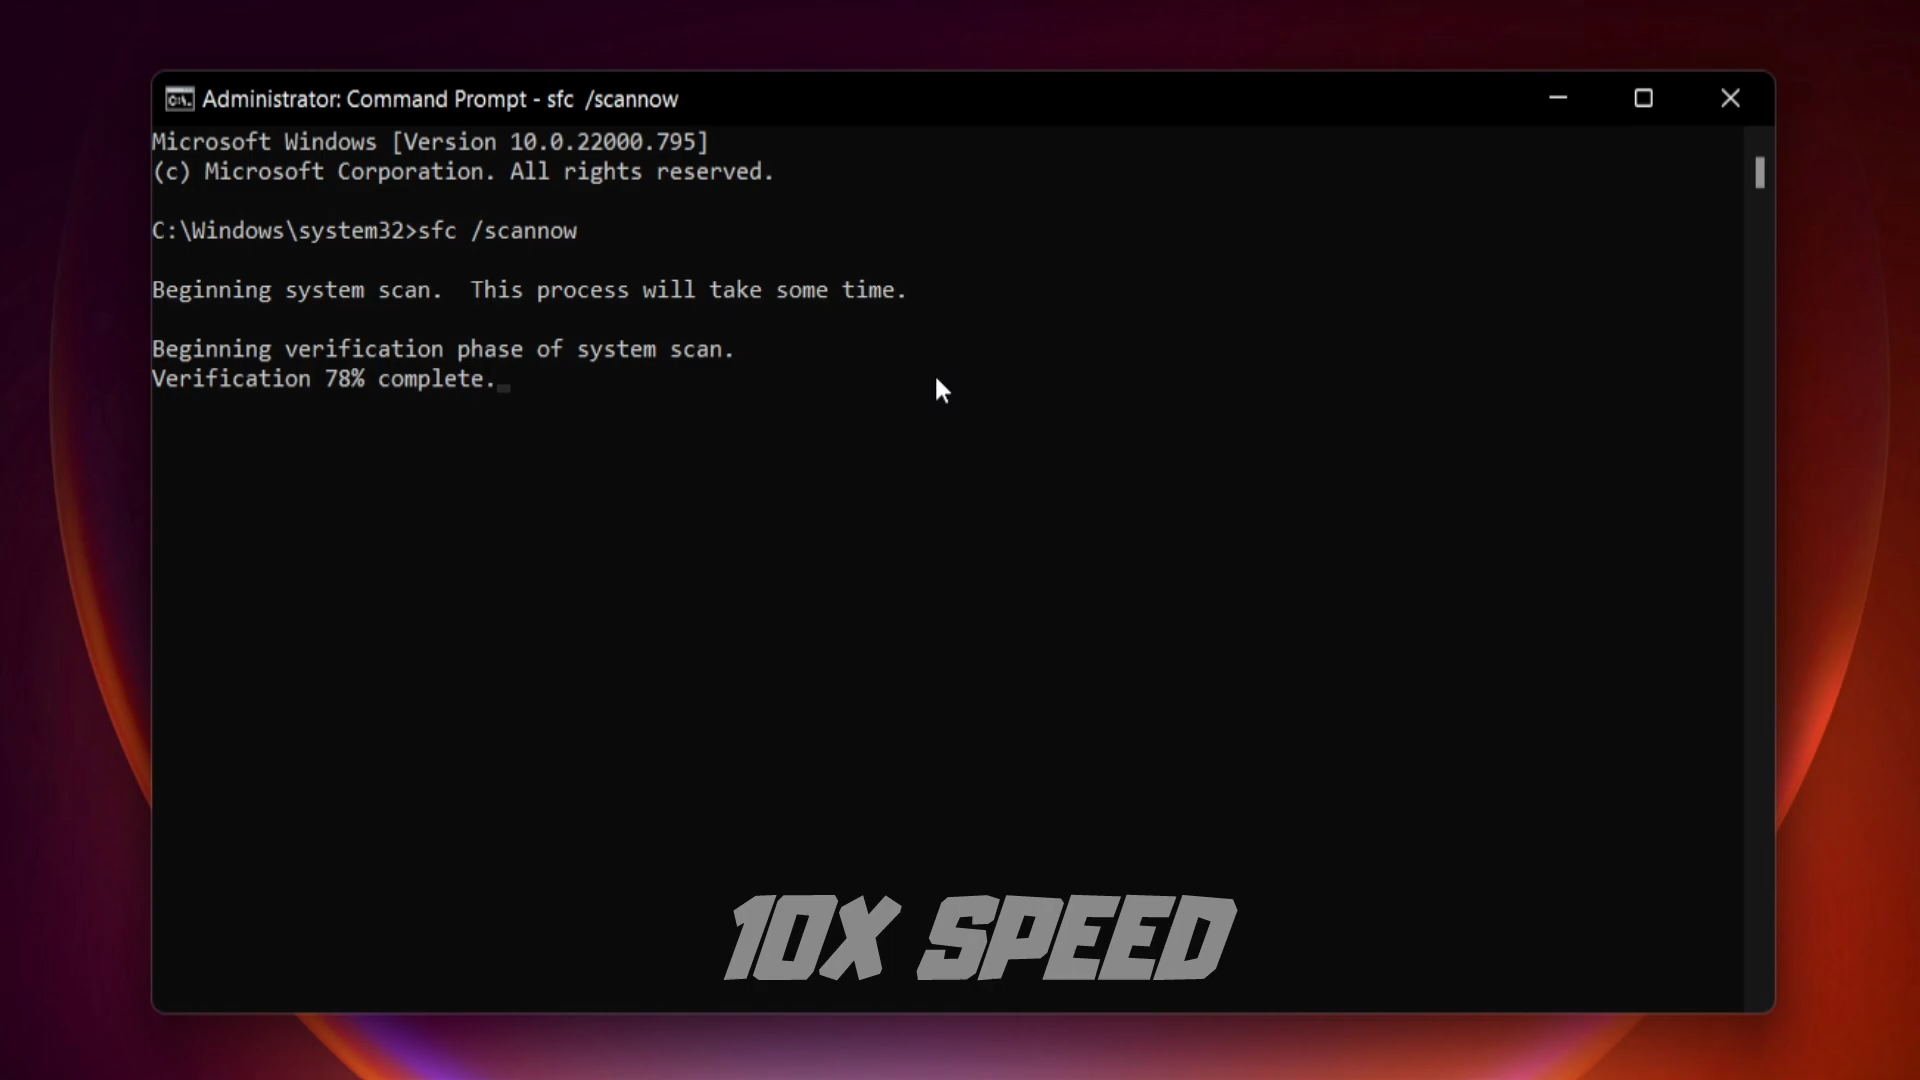 Administrator: Command Prompt - sfc  /scannow
Microsoft Windows [Version 10.0.22000.795]
(c) Microsoft Corporation. All rights reserved.
C:\Windows\system32>sfc /scannow
Beginning system scan.  This process will take some time.
Beginning verification phase of system scan.
Verification 78% complete.
10X SPEED